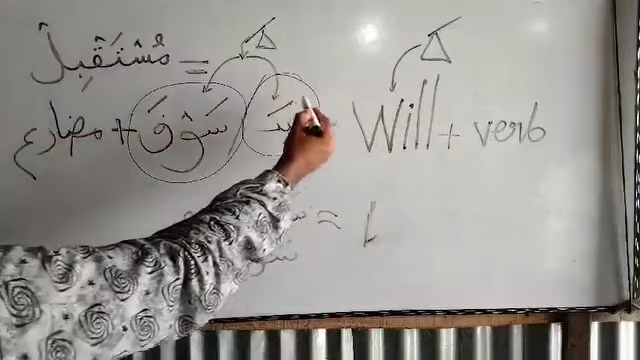 مُسْتَقْبِلٌ =
سَـ سَوْفَ + مضارع
Will + verb
=